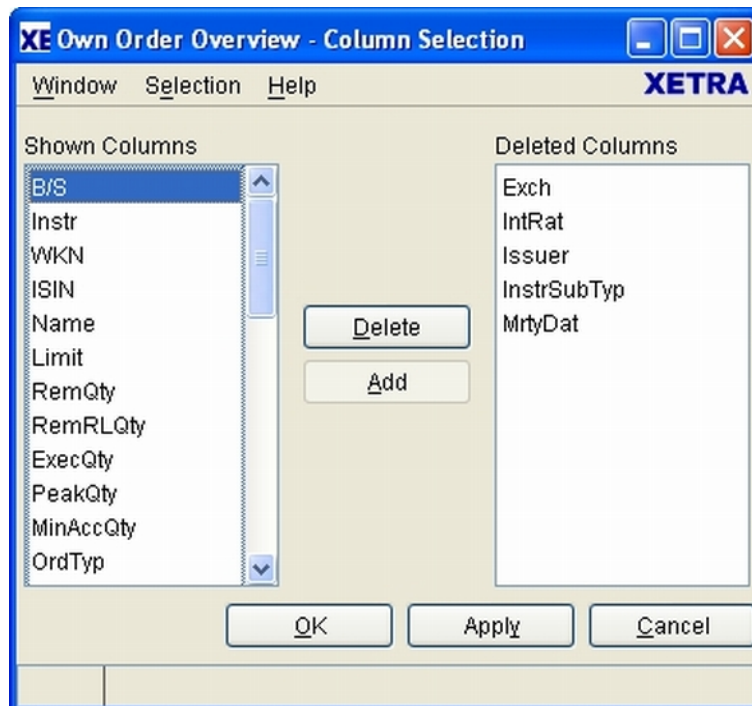 XE Own Order Overview - Column Selection
Window Selection Help XETRA
Shown Columns
B/S
Instr
WKN
ISIN
Name
Limit
RemQty
RemRLQty
ExecQty
PeakQty
MinAccQty
OrdTyp
Delete
Add
Deleted Columns
Exch
IntRat
Issuer
InstrSubTyp
MrtyDat
OK Apply Cancel